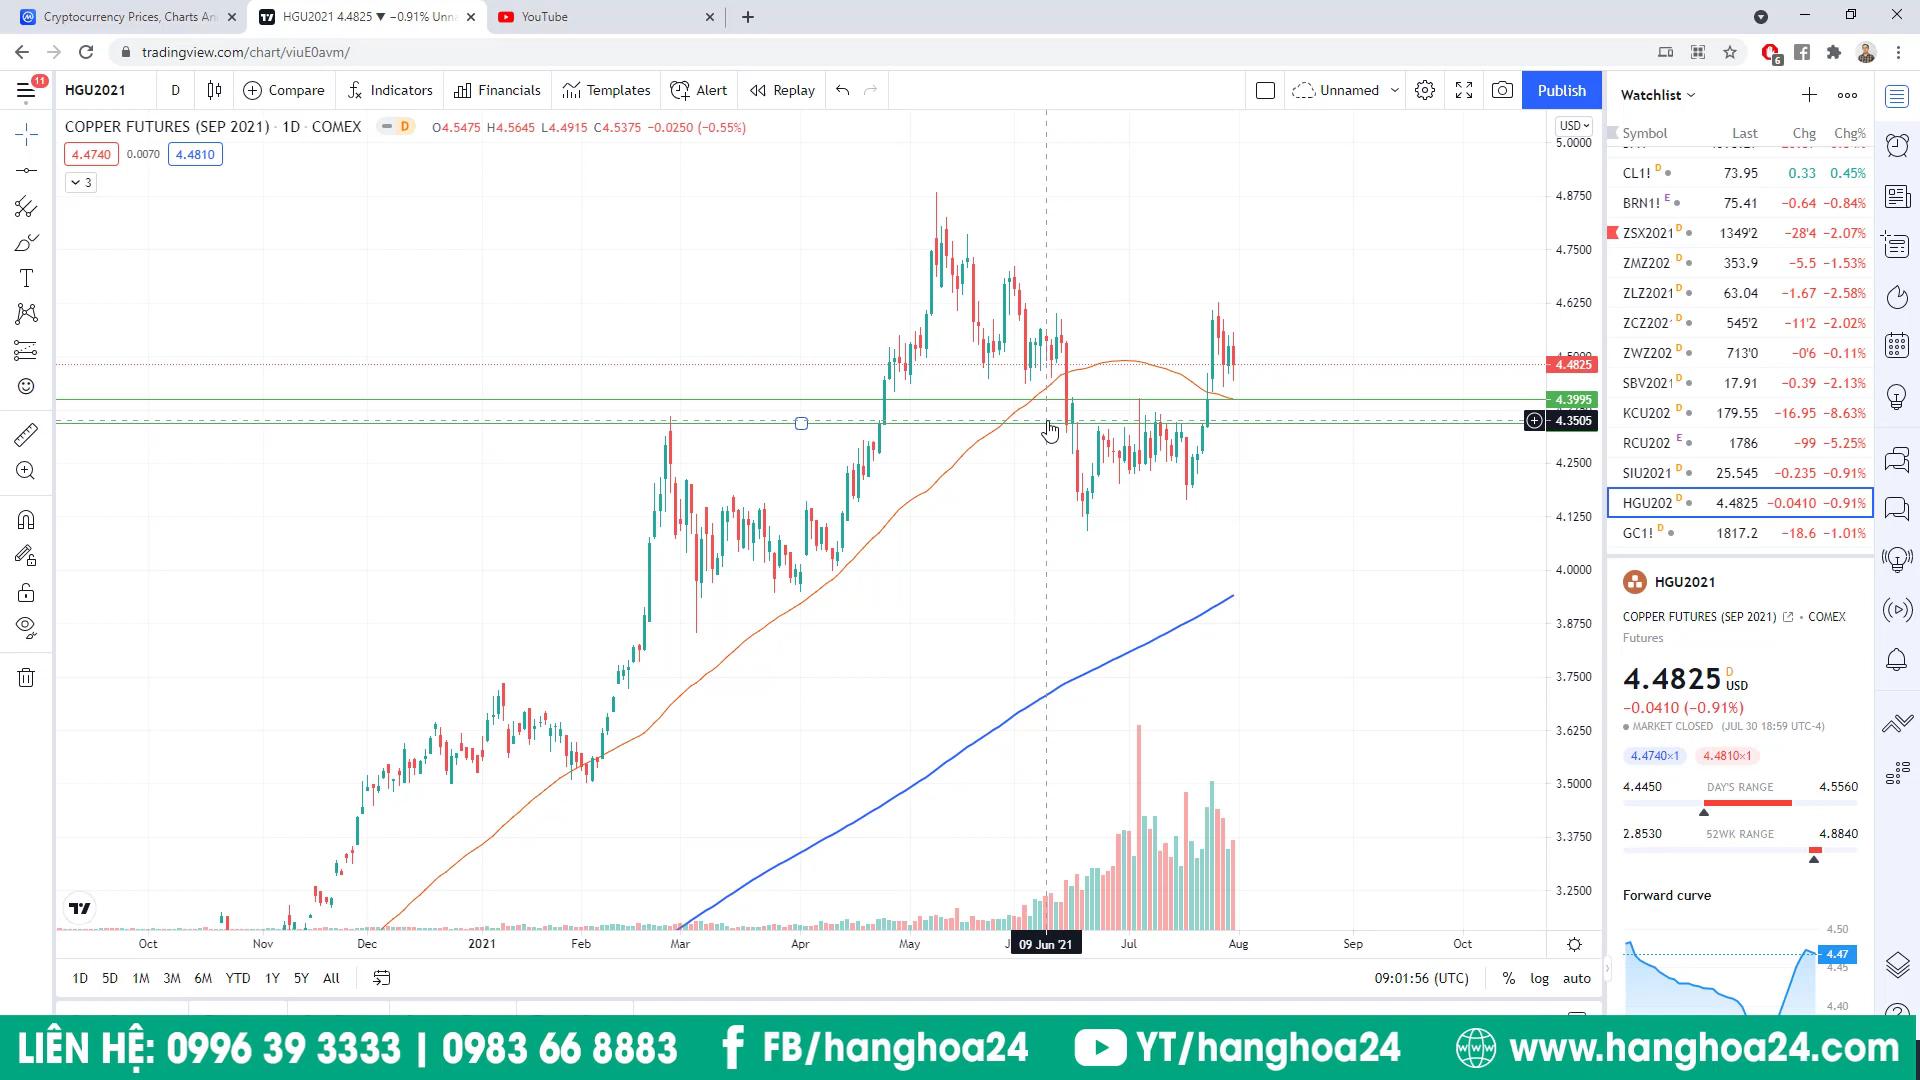 Cryptocurrency Prices, Charts An
HGU2021 4.4825 ▼ −0.91% Unn
YouTube
tradingview.com/chart/viuE0avm/
6
11
HGU2021
D
Compare
Indicators
Financials
Templates
Alert
Replay
Unnamed
Publish
COPPER FUTURES (SEP 2021) · 1D · COMEX
D
O4.5475 H4.5645 L4.4915 C4.5375 −0.0250 (−0.55%)
4.4740
0.0070
4.4810
3
USD
5.0000
4.8750
4.7500
4.6250
4.5000
4.4825
4.3995
4.3505
4.2500
4.1250
4.0000
3.8750
3.7500
3.6250
3.5000
3.3750
3.2500
Oct
Nov
Dec
2021
Feb
Mar
Apr
May
09 Jun '21
Jul
Aug
Sep
Oct
1D
5D
1M
3M
6M
YTD
1Y
5Y
All
09:01:56 (UTC)
%
log
auto
Watchlist
Symbol Last Chg Chg%
CL1! D 73.95 0.33 0.45%
BRN1! E 75.41 −0.64 −0.84%
ZSX2021 D 1349'2 −28'4 −2.07%
ZMZ202 D 353.9 −5.5 −1.53%
ZLZ2021 D 63.04 −1.67 −2.58%
ZCZ202 D 545'2 −11'2 −2.02%
ZWZ202 D 713'0 −0'6 −0.11%
SBV2021 D 17.91 −0.39 −2.13%
KCU202 D 179.55 −16.95 −8.63%
RCU202 E 1786 −99 −5.25%
SIU2021 D 25.545 −0.235 −0.91%
HGU202 D 4.4825 −0.0410 −0.91%
GC1! D 1817.2 −18.6 −1.01%
HGU2021
COPPER FUTURES (SEP 2021) • COMEX
Futures
4.4825 D USD
−0.0410 (−0.91%)
MARKET CLOSED (JUL 30 18:59 UTC-4)
4.4740×1
4.4810×1
4.4450 DAY'S RANGE 4.5560
2.8530 52WK RANGE 4.8840
Forward curve
4.50
4.47
4.45
4.40
LIÊN HỆ: 0996 39 3333 | 0983 66 8883
FB/hanghoa24
YT/hanghoa24
www.hanghoa24.com